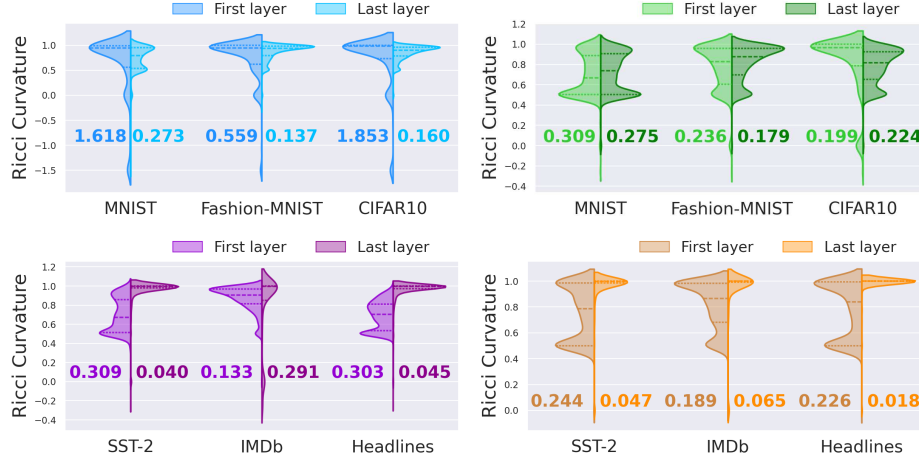 First layer Last layer
Ricci Curvature
1.0
0.5
0.0
−0.5
−1.0
−1.5
1.618 0.273 0.559 0.137 1.853 0.160
MNIST Fashion-MNIST CIFAR10
First layer Last layer
Ricci Curvature
1.2
1.0
0.8
0.6
0.4
0.2
0.0
−0.2
−0.4
0.309 0.275 0.236 0.179 0.199 0.224
MNIST Fashion-MNIST CIFAR10
First layer Last layer
Ricci Curvature
1.2
1.0
0.8
0.6
0.4
0.2
0.0
−0.2
−0.4
0.309 0.040 0.133 0.291 0.303 0.045
SST-2 IMDb Headlines
First layer Last layer
Ricci Curvature
1.0
0.8
0.6
0.4
0.2
0.0
0.244 0.047 0.189 0.065 0.226 0.018
SST-2 IMDb Headlines